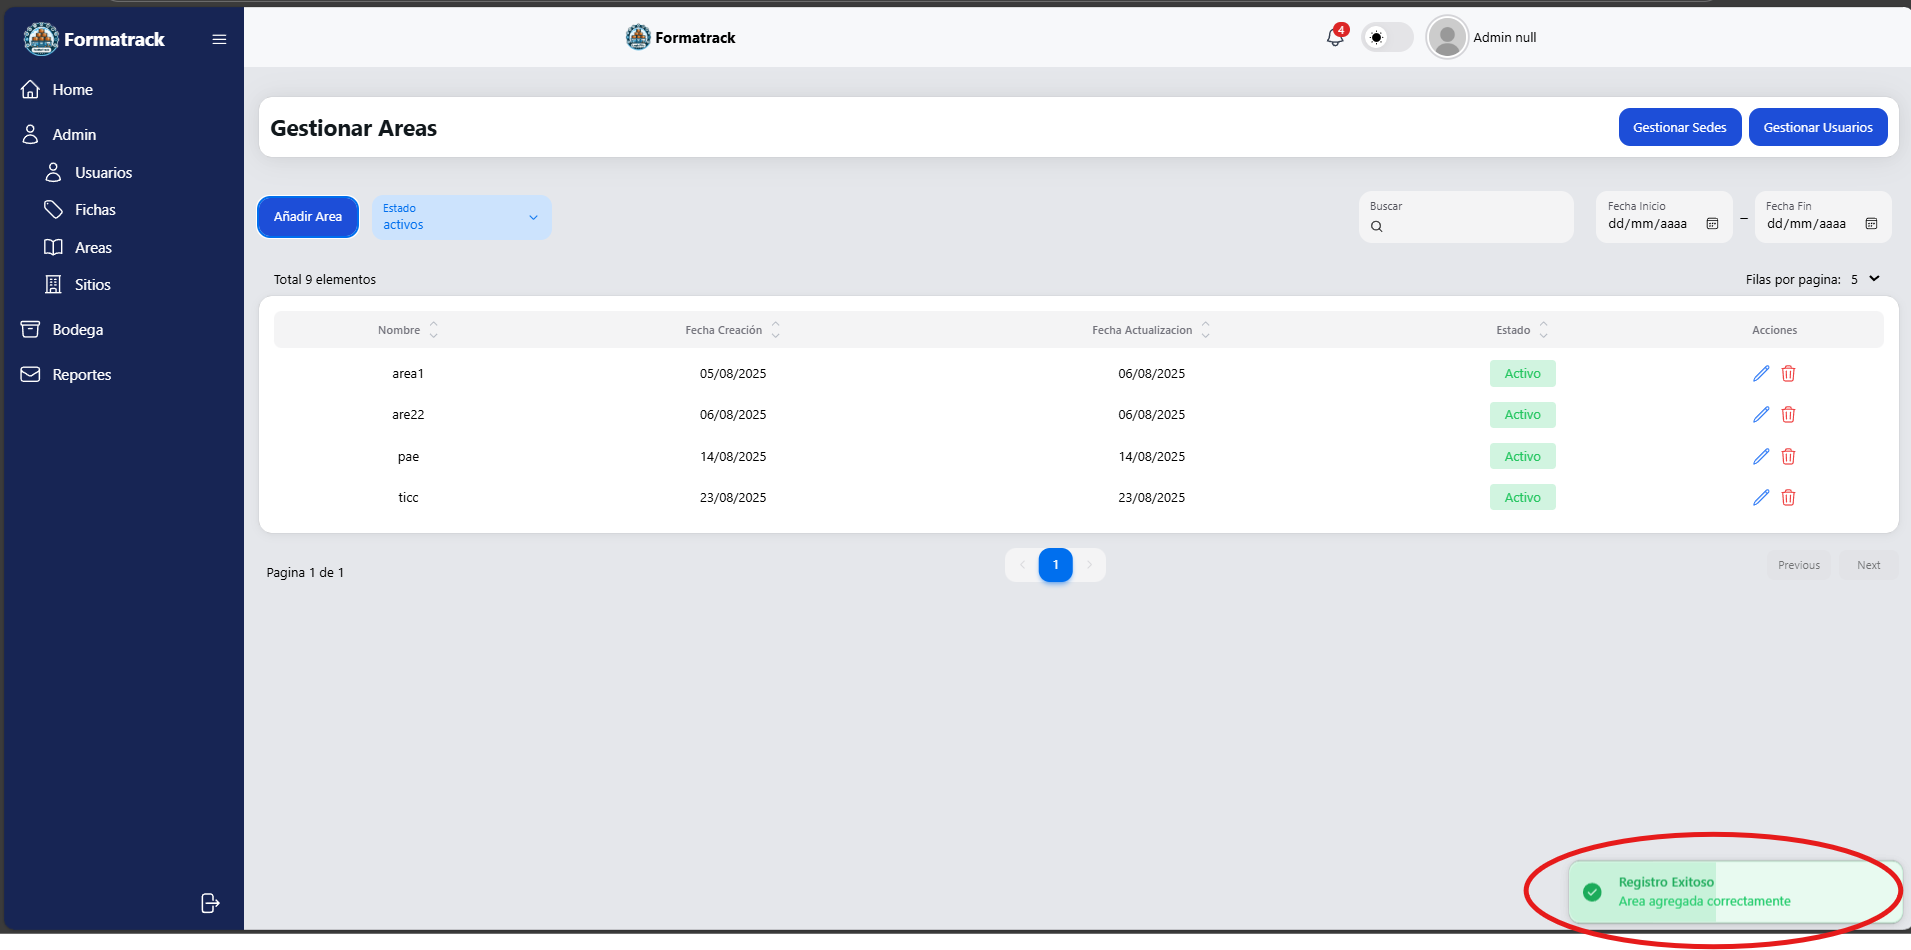 Formatrack
Home
Admin
Usuarios
Fichas
Areas
Sitios
Bodega
Reportes
Formatrack
4
Admin null
Gestionar Areas
Gestionar Sedes
Gestionar Usuarios
Añadir Area
Estado
activos
Buscar
Fecha Inicio
dd/mm/aaaa
–
Fecha Fin
dd/mm/aaaa
Total 9 elementos
Filas por pagina: 5
Nombre Fecha Creación Fecha Actualizacion Estado Acciones
area1 05/08/2025 06/08/2025 Activo
are22 06/08/2025 06/08/2025 Activo
pae 14/08/2025 14/08/2025 Activo
ticc 23/08/2025 23/08/2025 Activo
Pagina 1 de 1
1
Previous
Next
Registro Exitoso
Area agregada correctamente